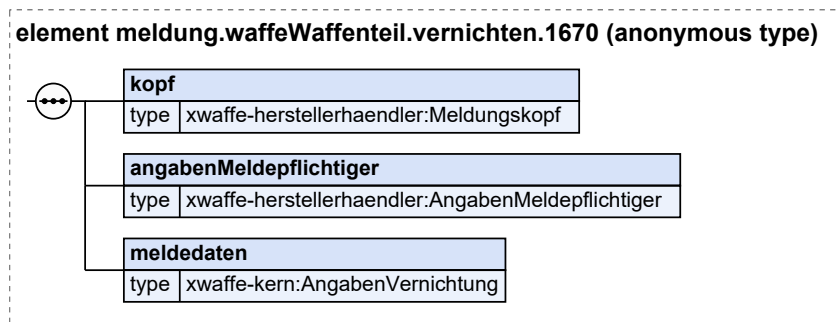 element meldung.waffeWaffenteil.vernichten.1670 (anonymous type)
kopf
type xwaffe-herstellerhaendler:Meldungskopf
angabenMeldepflichtiger
type xwaffe-herstellerhaendler:AngabenMeldepflichtiger
meldedaten
type xwaffe-kern:AngabenVernichtung